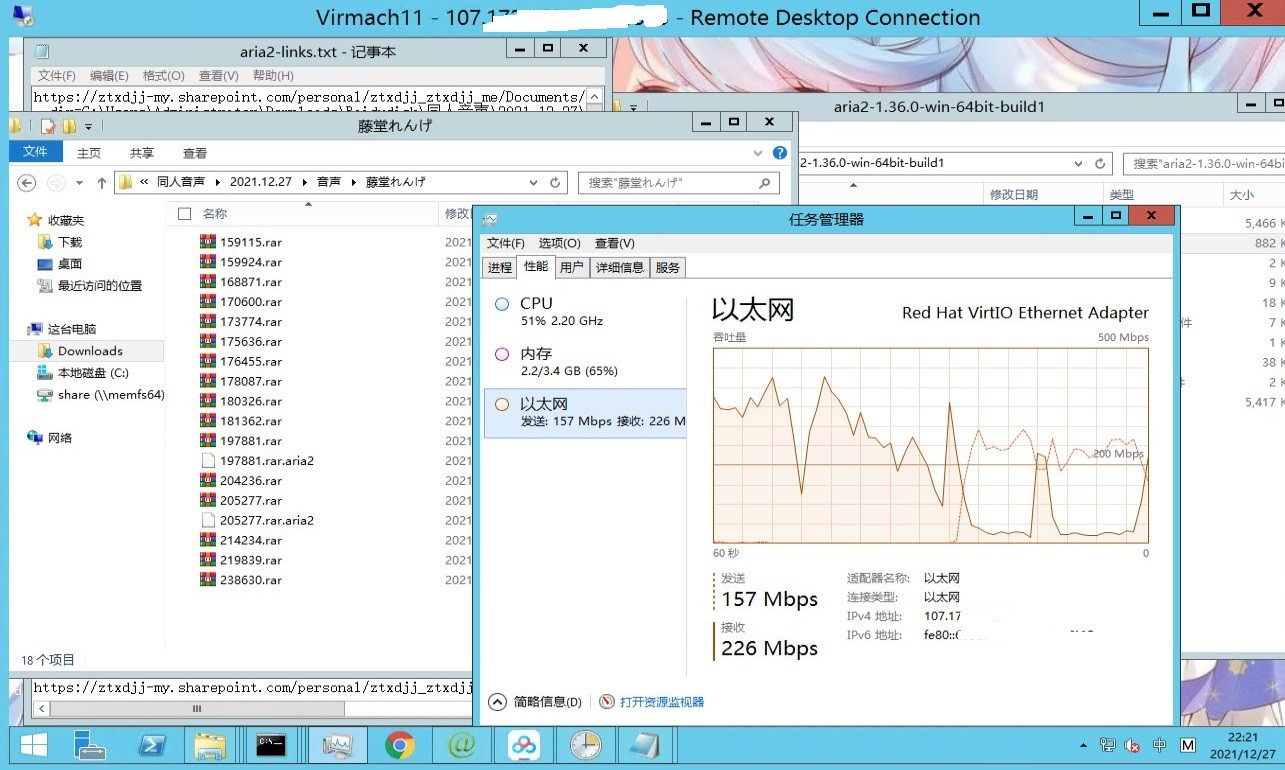 Virmach11 - 107.17 - Remote Desktop Connection
aria2-links.txt - 记事本
文件(F) 编辑(E) 格式(O) 查看(V) 帮助(H)
https://ztxdjj-my.sharepoint.com/personal/ztxdjj_ztxdjj_me/Documents/
aria2-1.36.0-win-64bit-build1
2-1.36.0-win-64bit-build1
搜索"aria2-1.36.0-win-64bi
修改日期 类型 大小
5,466
882
2
9
18
件 7
1
38
2
5,417
藤堂れんげ
文件 主页 共享 查看
« 同人音声 2021.12.27 音声 藤堂れんげ
搜索"藤堂れんげ"
收藏夹
下载
桌面
最近访问的位置
这台电脑
Downloads
本地磁盘 (C:)
share (\\memfs64)
网络
名称 修改
159115.rar 2021
159924.rar 2021
168871.rar 2021
170600.rar 2021
173774.rar 2021
175636.rar 2021
176455.rar 2021
178087.rar 2021
180326.rar 2021
181362.rar 2021
197881.rar 2021
197881.rar.aria2 2021
204236.rar 2021
205277.rar 2021
205277.rar.aria2 2021
214234.rar 2021
219839.rar 2021
238630.rar 2021
18 个项目
https://ztxdjj-my.sharepoint.com/personal/ztxdjj_ztxdj
任务管理器
文件(F) 选项(O) 查看(V)
进程 性能 用户 详细信息 服务
CPU
51% 2.20 GHz
内存
2.2/3.4 GB (65%)
以太网
发送: 157 Mbps 接收: 226 M
以太网 Red Hat VirtIO Ethernet Adapter
吞吐量 500 Mbps
200 Mbps
60 秒 0
发送
157 Mbps
接收
226 Mbps
适配器名称: 以太网
连接类型: 以太网
IPv4 地址: 107.17
IPv6 地址: fe80::
简略信息(D) 打开资源监视器
中 M
22:21
2021/12/27